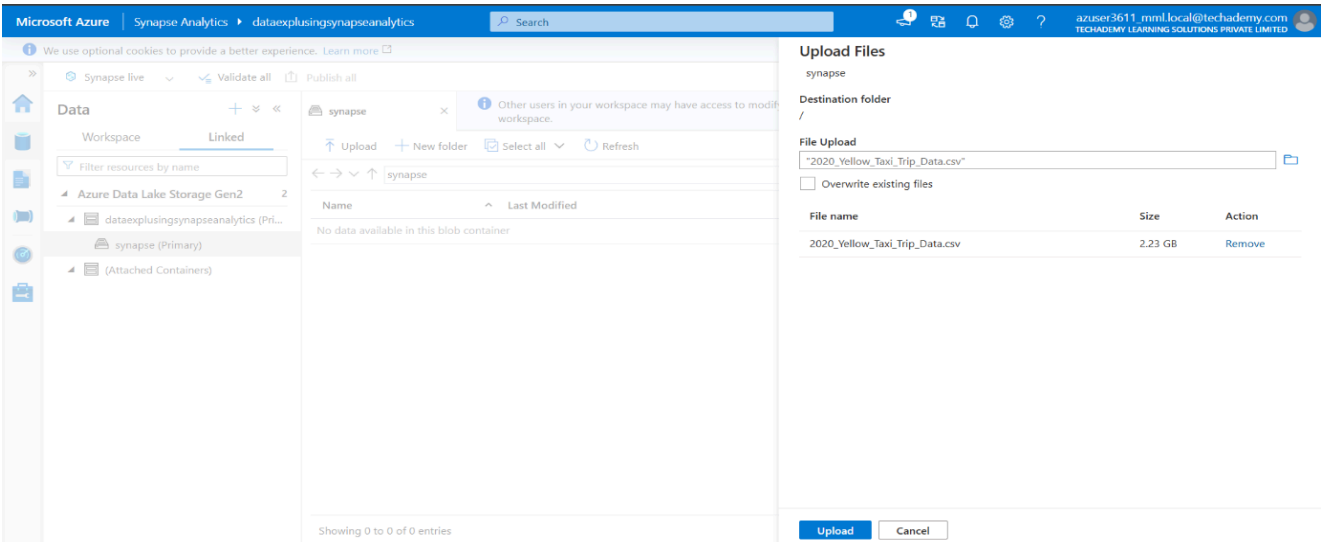 Microsoft Azure Synapse Analytics dataexplusingsynapseanalytics Search 1 azuser3611_mml.local@techademy.com
TECHADEMY LEARNING SOLUTIONS PRIVATE LIMITED
We use optional cookies to provide a better experience. Learn more
Synapse live Validate all Publish all
Data
Workspace Linked
Filter resources by name
Azure Data Lake Storage Gen2 2
dataexplusingsynapseanalytics (Pri...
synapse (Primary)
(Attached Containers)
synapse
Other users in your workspace may have access to modif
workspace.
Upload New folder Select all Refresh
synapse
Name Last Modified
No data available in this blob container
Showing 0 to 0 of 0 entries
Upload Files
synapse
Destination folder
/
File Upload
"2020_Yellow_Taxi_Trip_Data.csv"
Overwrite existing files
File name Size Action
2020_Yellow_Taxi_Trip_Data.csv 2.23 GB Remove
Upload Cancel